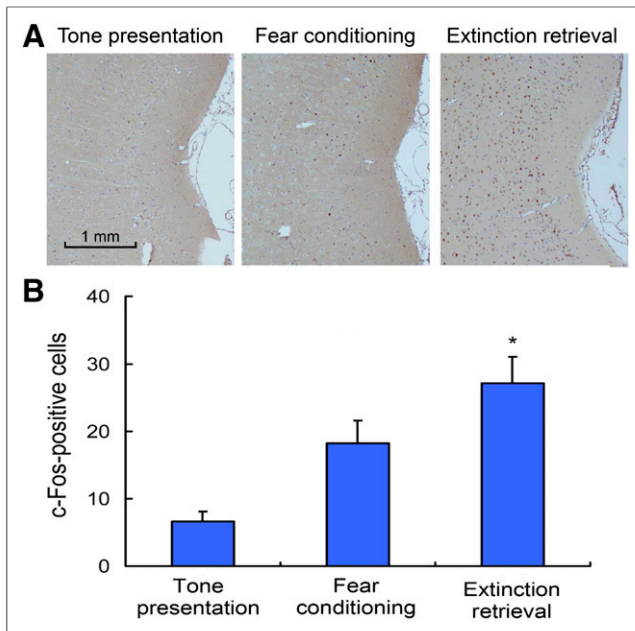 A
Tone presentation Fear conditioning Extinction retrieval
1 mm
B
c-Fos-positive cells
40
30
20
10
0
*
Tone presentation
Fear conditioning
Extinction retrieval